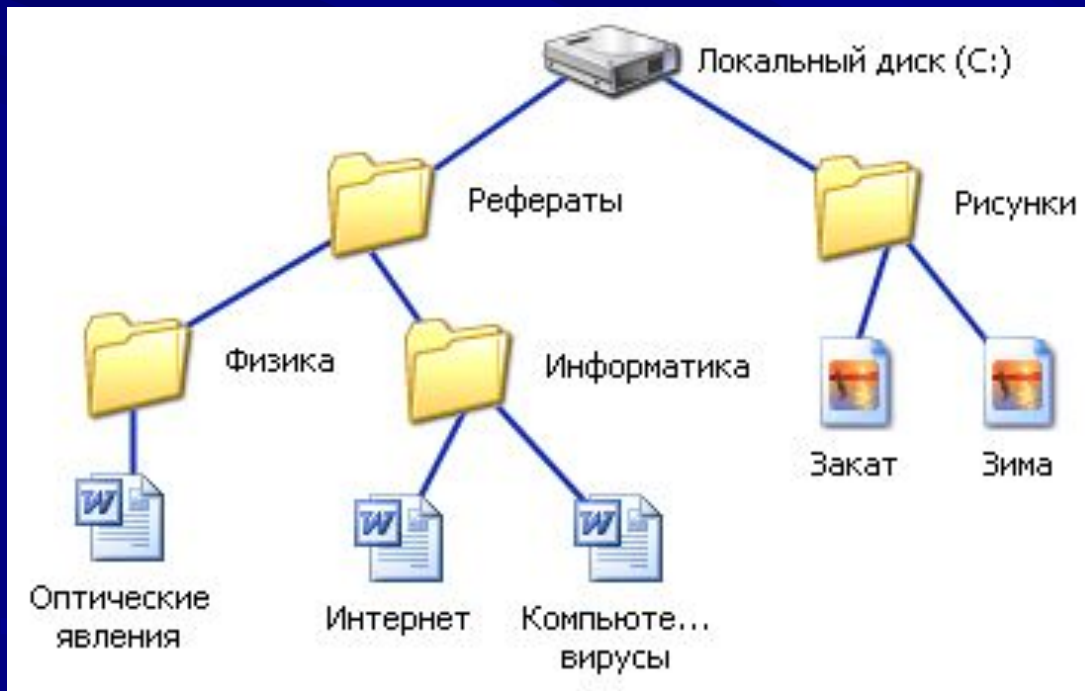 Локальный диск (C:)
Рефераты
Рисунки
Физика
Информатика
Закат
Зима
Оптические
явления
Интернет
Компьюте...
вирусы